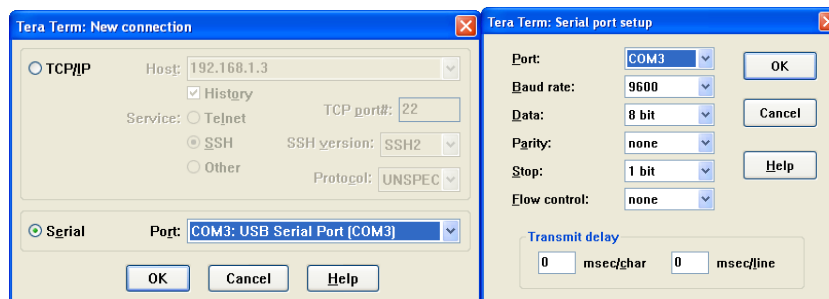 Tera Term: New connection
TCP/IP
Host: 192.168.1.3
History
Service: Telnet
TCP port#: 22
SSH
SSH version: SSH2
Other
Protocol: UNSPEC
Serial
Port: COM3: USB Serial Port (COM3)
OK Cancel Help
Tera Term: Serial port setup
Port: COM3
OK
Baud rate: 9600
Data: 8 bit
Cancel
Parity: none
Stop: 1 bit
Help
Flow control: none
Transmit delay
0 msec/char 0 msec/line